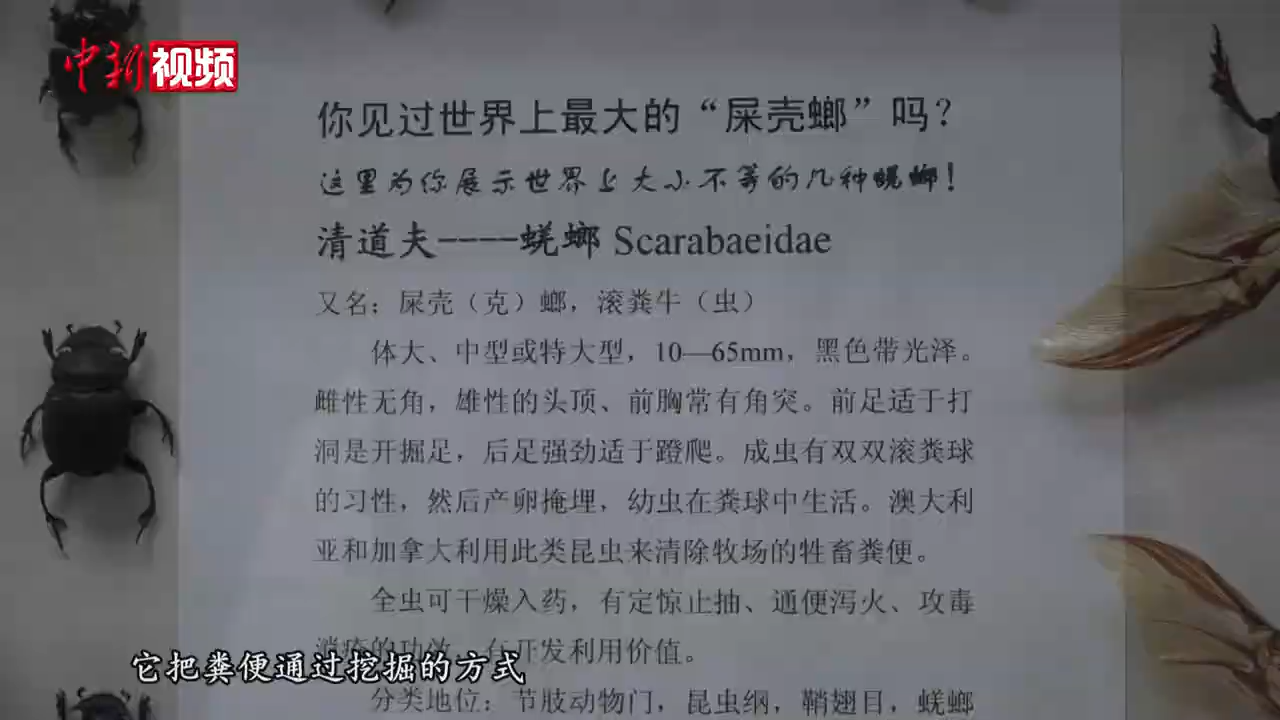 中新视频
你见过世界上最大的“屎壳螂”吗？
这里为你展示世界上大小不等的几种蜣螂！
清道夫----蜣螂 Scarabaeidae
又名：屎壳（克）螂，滚粪牛（虫）
体大、中型或特大型，10—65mm，黑色带光泽。
雌性无角，雄性的头顶、前胸常有角突。前足适于打
洞是开掘足，后足强劲适于蹬爬。成虫有双双滚粪球
的习性，然后产卵掩埋，幼虫在粪球中生活。澳大利
亚和加拿大利用此类昆虫来清除牧场的牲畜粪便。
全虫可干燥入药，有定惊止抽、通便泻火、攻毒
的功效，有开发利用价值。
它把粪便通过挖掘的方式
分类地位：节肢动物门，昆虫纲，鞘翅目，蜣螂